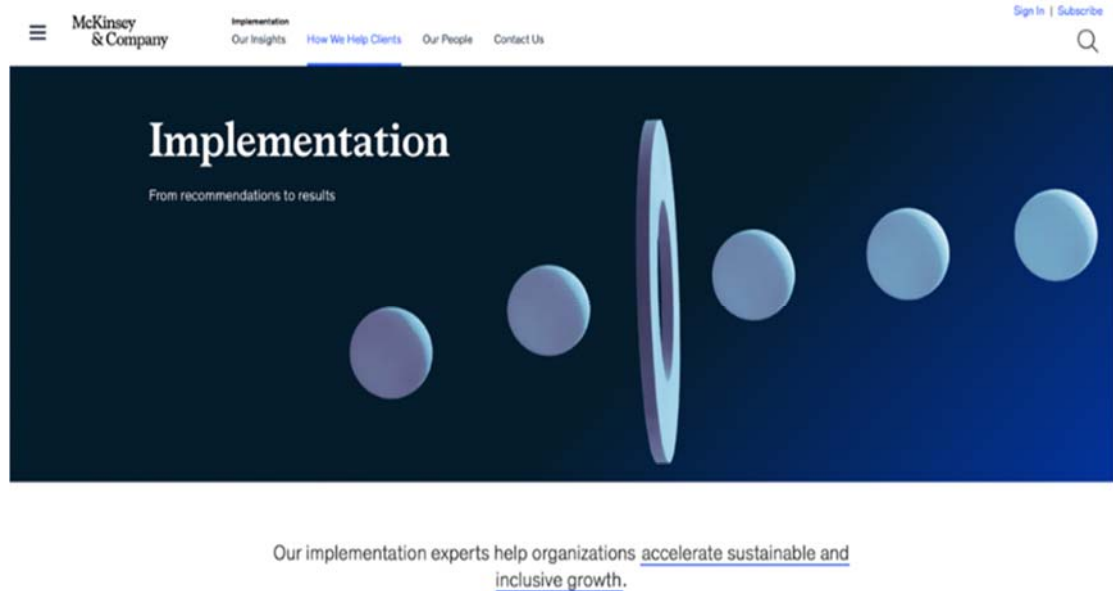 Sign In | Subscribe
McKinsey
& Company
Implementation
Our Insights How We Help Clients Our People Contact Us
Implementation
From recommendations to results
Our implementation experts help organizations accelerate sustainable and
inclusive growth.